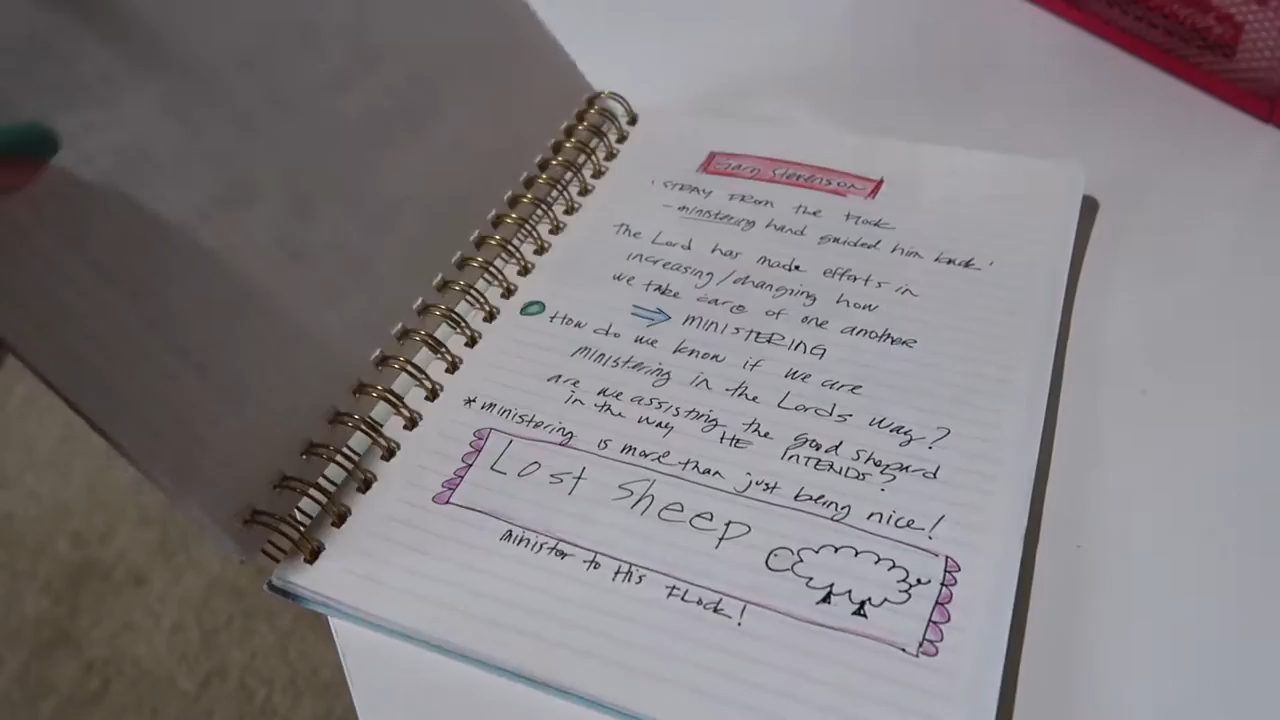 Gary Stevenson
'STRAY FROM the Flock
- ministering hand guided him back'
The Lord has made efforts in
increasing/changing how
we take care of one another
⇒ MINISTERING
How do we know if we are
ministering in the Lords way?
are we assisting the good shepard
in the way HE INTENDS?
*ministering is more than just being nice!
Lost Sheep
minister to His Flock!